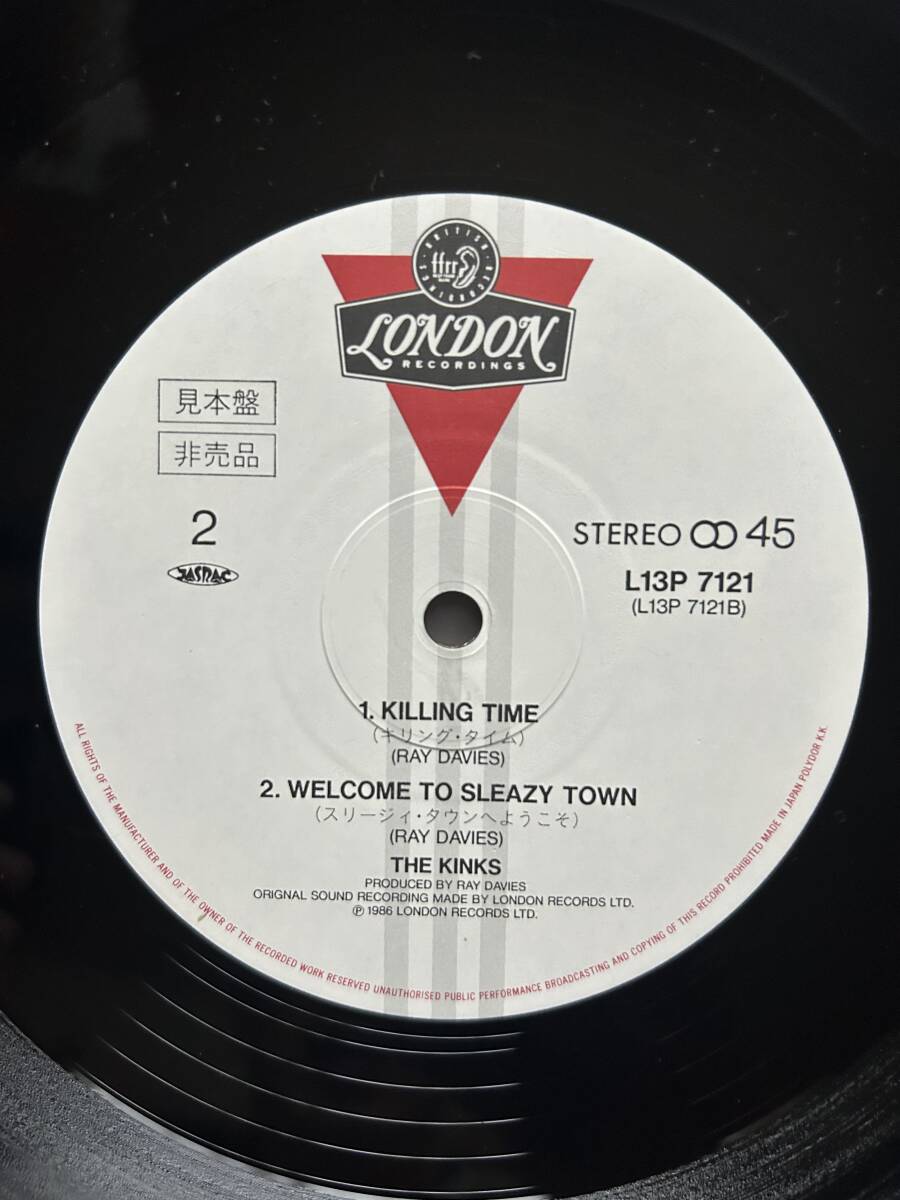 BRITISH RECORDINGS
ffrr
LONDON
RECORDINGS
見本盤
非売品
2
JASRAC
STEREO 45
L13P 7121
(L13P 7121B)
1. KILLING TIME
(キリング・タイム)
(RAY DAVIES)
2. WELCOME TO SLEAZY TOWN
(スリージィ・タウンへようこそ)
(RAY DAVIES)
THE KINKS
PRODUCED BY RAY DAVIES
ORIGNAL SOUND RECORDING MADE BY LONDON RECORDS LTD.
℗ 1986 LONDON RECORDS LTD.
ALL RIGHTS OF THE MANUFACTURER AND OF THE OWNER OF THE RECORDED WORK RESERVED UNAUTHORISED PUBLIC PERFORMANCE BROADCASTING AND COPYING OF THIS RECORD PROHIBITED MADE IN JAPAN POLYDOR K.K.